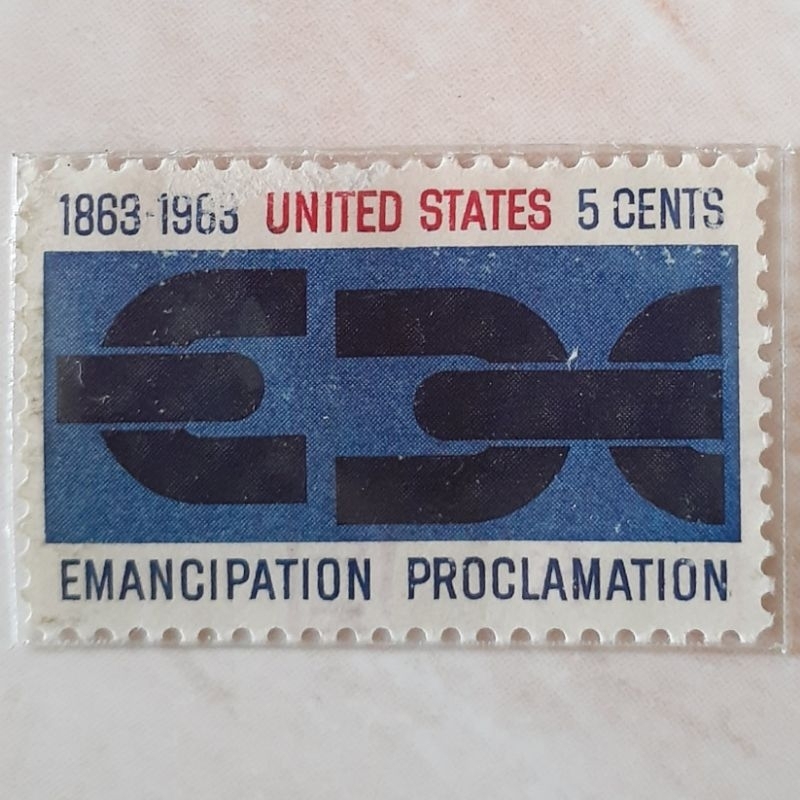 1863-1963 UNITED STATES 5 CENTS
EMANCIPATION PROCLAMATION